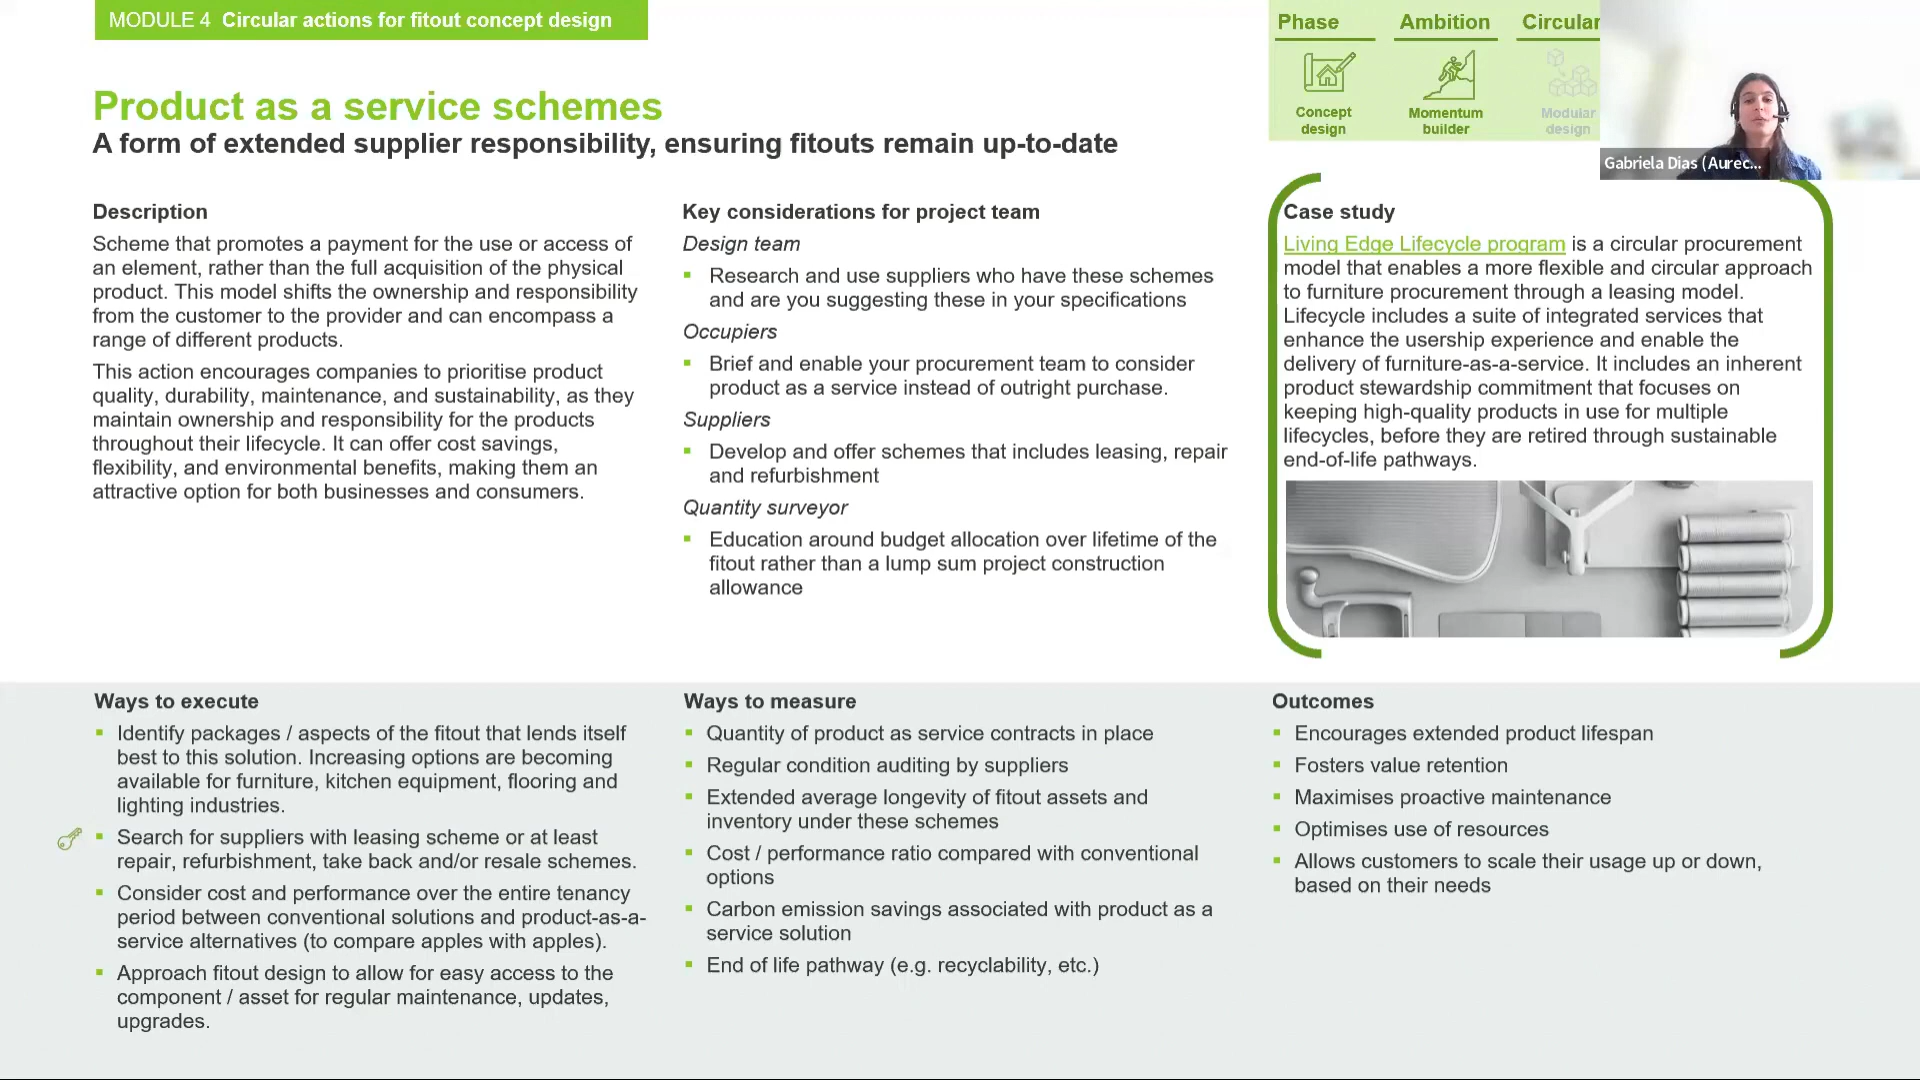 MODULE 4 Circular actions for fitout concept design
Product as a service schemes
A form of extended supplier responsibility, ensuring fitouts remain up-to-date
Phase
Ambition
Circular
Concept
design
Momentum
builder
Modular
design
Gabriela Dias (Aurec...
Description
Scheme that promotes a payment for the use or access of
an element, rather than the full acquisition of the physical
product. This model shifts the ownership and responsibility
from the customer to the provider and can encompass a
range of different products.
This action encourages companies to prioritise product
quality, durability, maintenance, and sustainability, as they
maintain ownership and responsibility for the products
throughout their lifecycle. It can offer cost savings,
flexibility, and environmental benefits, making them an
attractive option for both businesses and consumers.
Key considerations for project team
Design team
▪ Research and use suppliers who have these schemes
and are you suggesting these in your specifications
Occupiers
▪ Brief and enable your procurement team to consider
product as a service instead of outright purchase.
Suppliers
▪ Develop and offer schemes that includes leasing, repair
and refurbishment
Quantity surveyor
▪ Education around budget allocation over lifetime of the
fitout rather than a lump sum project construction
allowance
Case study
Living Edge Lifecycle program is a circular procurement
model that enables a more flexible and circular approach
to furniture procurement through a leasing model.
Lifecycle includes a suite of integrated services that
enhance the usership experience and enable the
delivery of furniture-as-a-service. It includes an inherent
product stewardship commitment that focuses on
keeping high-quality products in use for multiple
lifecycles, before they are retired through sustainable
end-of-life pathways.
Ways to execute
▪ Identify packages / aspects of the fitout that lends itself
best to this solution. Increasing options are becoming
available for furniture, kitchen equipment, flooring and
lighting industries.
▪ Search for suppliers with leasing scheme or at least
repair, refurbishment, take back and/or resale schemes.
▪ Consider cost and performance over the entire tenancy
period between conventional solutions and product-as-a-
service alternatives (to compare apples with apples).
▪ Approach fitout design to allow for easy access to the
component / asset for regular maintenance, updates,
upgrades.
Ways to measure
▪ Quantity of product as service contracts in place
▪ Regular condition auditing by suppliers
▪ Extended average longevity of fitout assets and
inventory under these schemes
▪ Cost / performance ratio compared with conventional
options
▪ Carbon emission savings associated with product as a
service solution
▪ End of life pathway (e.g. recyclability, etc.)
Outcomes
▪ Encourages extended product lifespan
▪ Fosters value retention
▪ Maximises proactive maintenance
▪ Optimises use of resources
▪ Allows customers to scale their usage up or down,
based on their needs